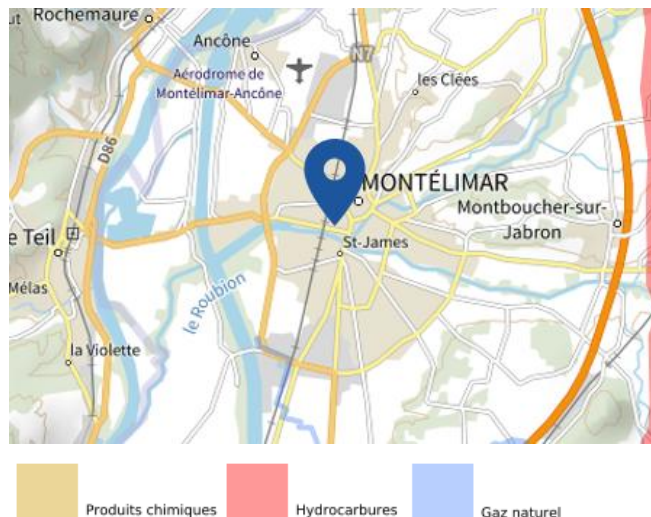 ut
Rochemaure
Ancône
N7
Aérodrome de
Montélimar-Ancône
les Clées
D86
MONTÉLIMAR
Montboucher-sur-
Jabron
e Teil
St-James
Mélas
le Roubion
la Violette
Produits chimiques
Hydrocarbures
Gaz naturel